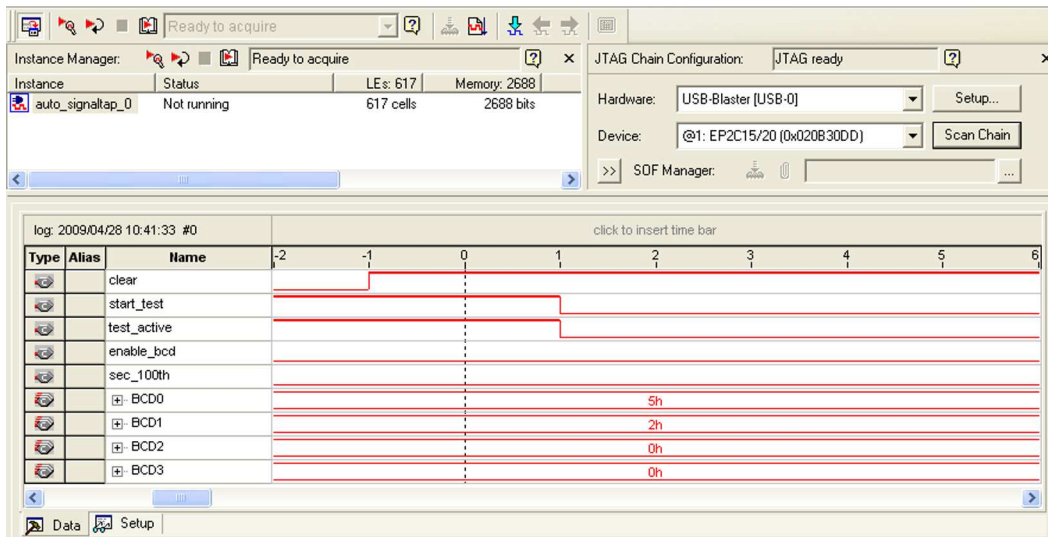 Ready to acquire
Instance Manager: Ready to acquire
JTAG Chain Configuration: JTAG ready
Instance Status LEs: 617 Memory: 2688
auto_signaltap_0 Not running 617 cells 2688 bits
Hardware: USB-Blaster [USB-0] Setup...
Device: @1: EP2C15/20 (0x020B30DD) Scan Chain
>> SOF Manager: ...
log: 2009/04/28 10:41:33 #0 click to insert time bar
Type Alias Name -2 -1 0 1 2 3 4 5 6
clear
start_test
test_active
enable_bcd
sec_100th
BCD0 5h
BCD1 2h
BCD2 0h
BCD3 0h
Data Setup